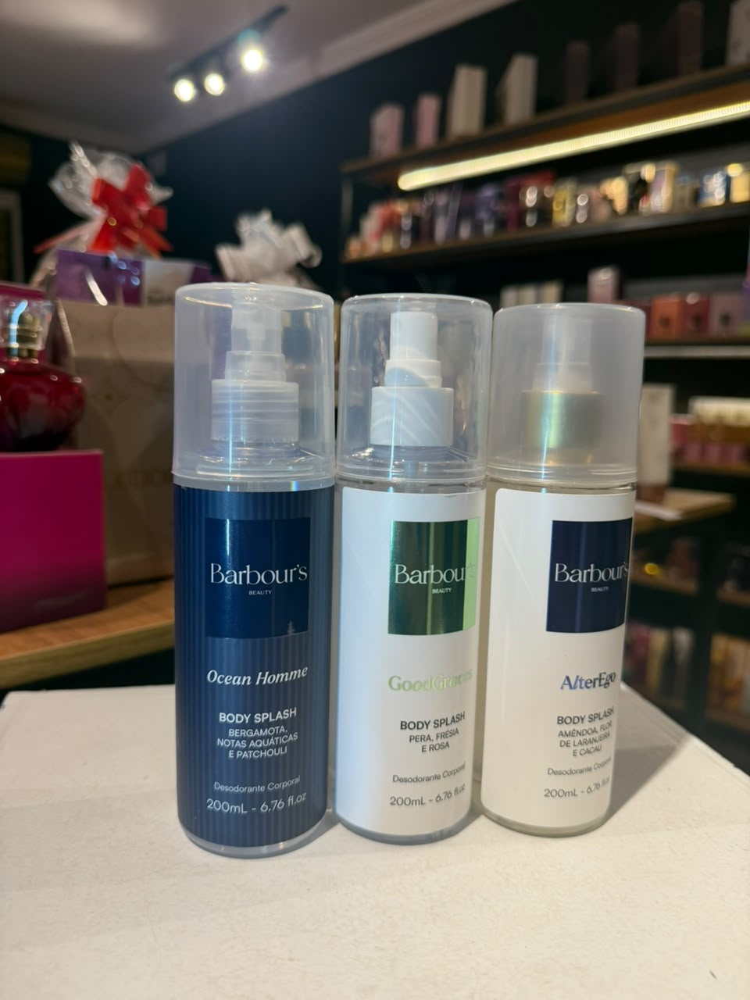 Barbour's
BEAUTY
Ocean Homme
BODY SPLASH
BERGAMOTA,
NOTAS AQUÁTICAS
E PATCHOULI
Desodorante Corporal
200mL - 6,76 fl.oz
Barbour's
BEAUTY
GoodGraces
BODY SPLASH
PERA, FRÉSIA
E ROSA
Desodorante Corporal
200mL - 6,76 fl.oz
Barbour's
BEAUTY
AlterEgo
BODY SPLASH
AMÊNDOA, FLOR
DE LARANJEIRA
E CACAU
Desodorante Corporal
200mL - 6,76 fl.oz